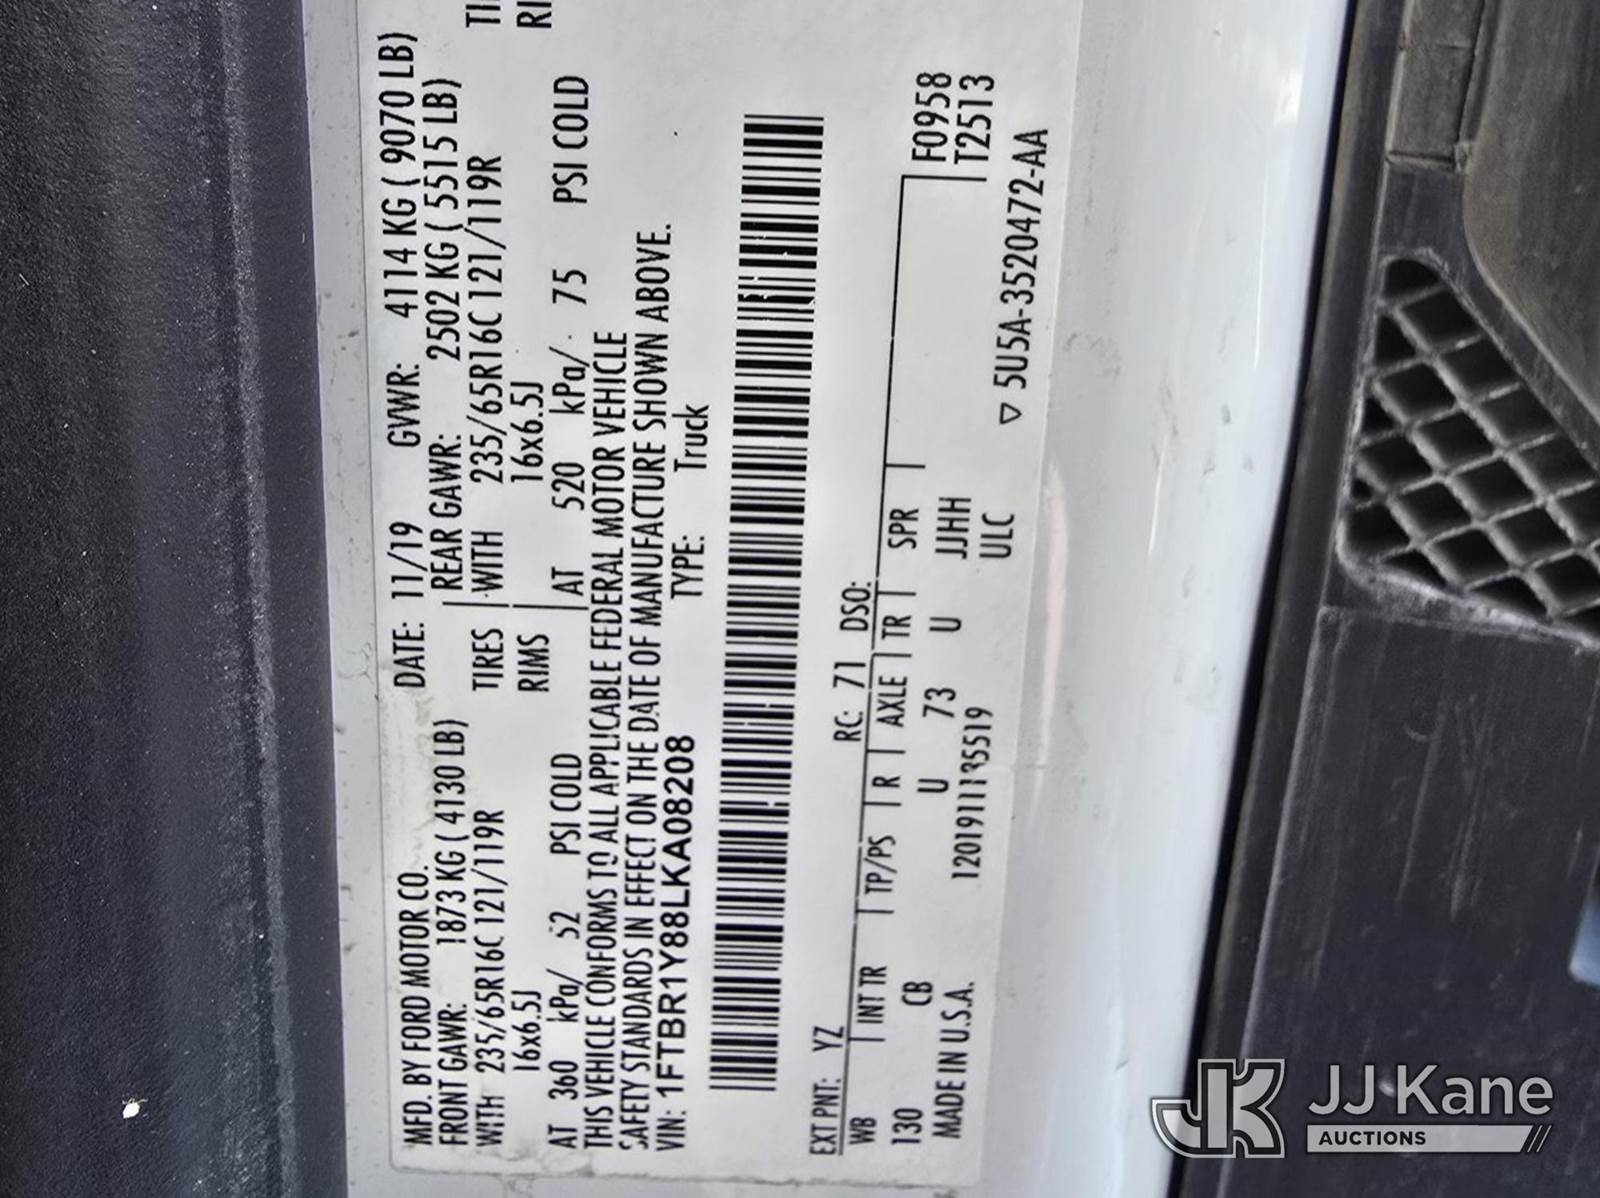 MFD. BY FORD MOTOR CO. DATE: 11/19 GVWR: 4114 KG ( 9070 LB)
FRONT GAWR: 1873 KG ( 4130 LB) REAR GAWR: 2502 KG ( 5515 LB)
WITH 235/65R16C 121/119R TIRES WITH 235/65R16C 121/119R TI
16x6.5J RIMS 16x6.5J RI
AT 360 kPa/ 52 PSI COLD AT 520 kPa/ 75 PSI COLD
THIS VEHICLE CONFORMS TO ALL APPLICABLE FEDERAL MOTOR VEHICLE
SAFETY STANDARDS IN EFFECT ON THE DATE OF MANUFACTURE SHOWN ABOVE.
VIN: 1FTBR1Y88LKA08208 TYPE: Truck
EXT PNT: YZ RC: 71 DSO:
WB INT TR TP/PS R AXLE TR SPR F0958
130 CB U 73 U JJHH T2513
MADE IN U.S.A. 1201911135519 ULC
▽ 5U5A-3520472-AA
JK JJ Kane
AUCTIONS